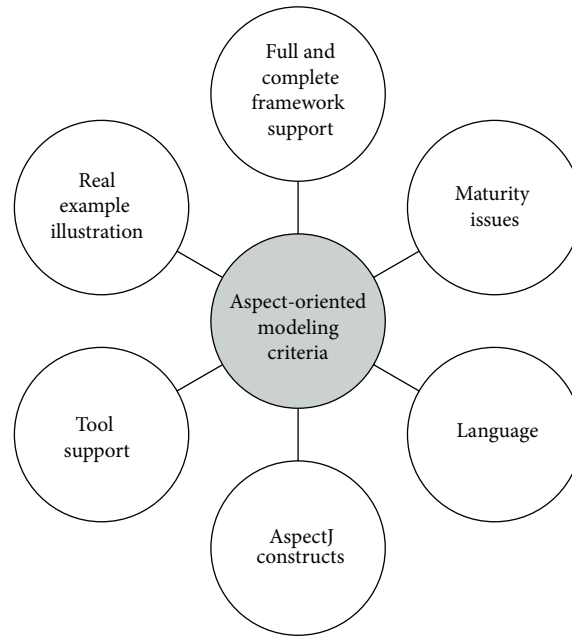 Full and
complete
framework
support
Real
example
illustration
Maturity
issues
Aspect-oriented
modeling
criteria
Tool
support
Language
AspectJ
constructs